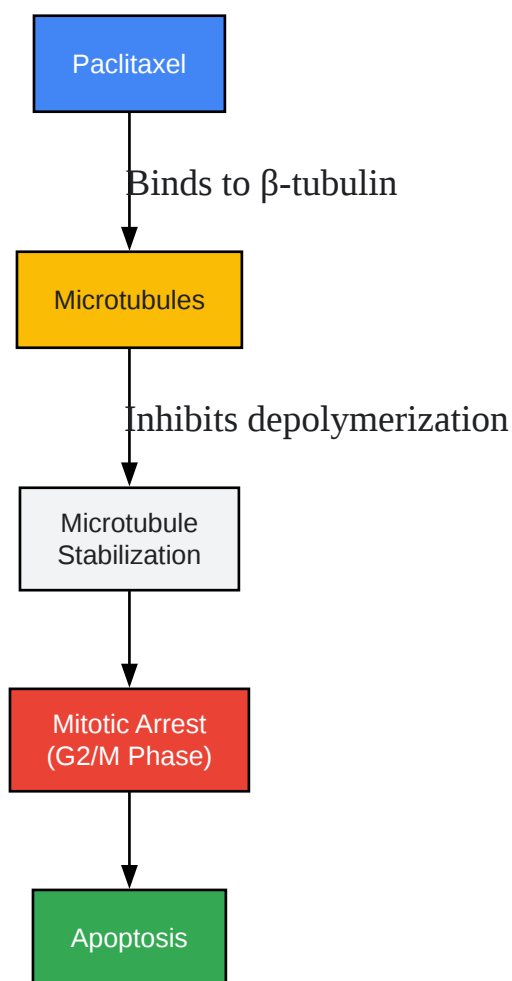 Paclitaxel
Binds to β-tubulin
Microtubules
Inhibits depolymerization
Microtubule
Stabilization
Mitotic Arrest
(G2/M Phase)
Apoptosis